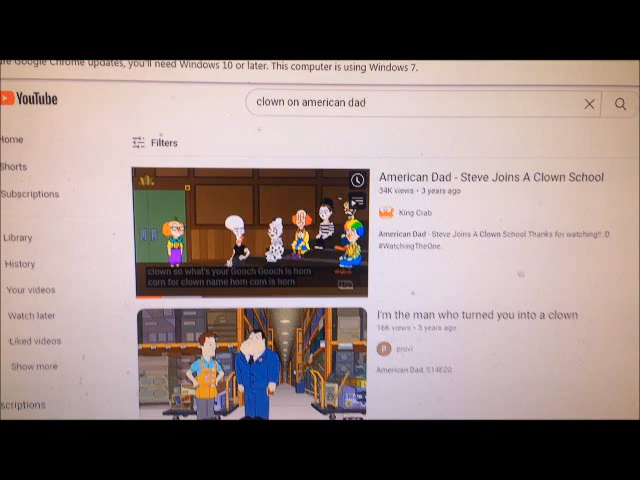 re Google Chrome updates, you'll need Windows 10 or later. This computer is using Windows 7.
YouTube
clown on american dad
Home
Filters
Shorts
Subscriptions
Library
History
Your videos
Watch later
Liked videos
Show more
scriptions
clown so what's your Gooch Gooch is horn
corn for clown name hom corn is horn
American Dad - Steve Joins A Clown School
34K views • 3 years ago
King Crab
American Dad - Steve Joins A Clown School Thanks for watching!! :D
#WatchingTheOne.
I'm the man who turned you into a clown
16K views • 3 years ago
P
provi
American Dad, S14E20